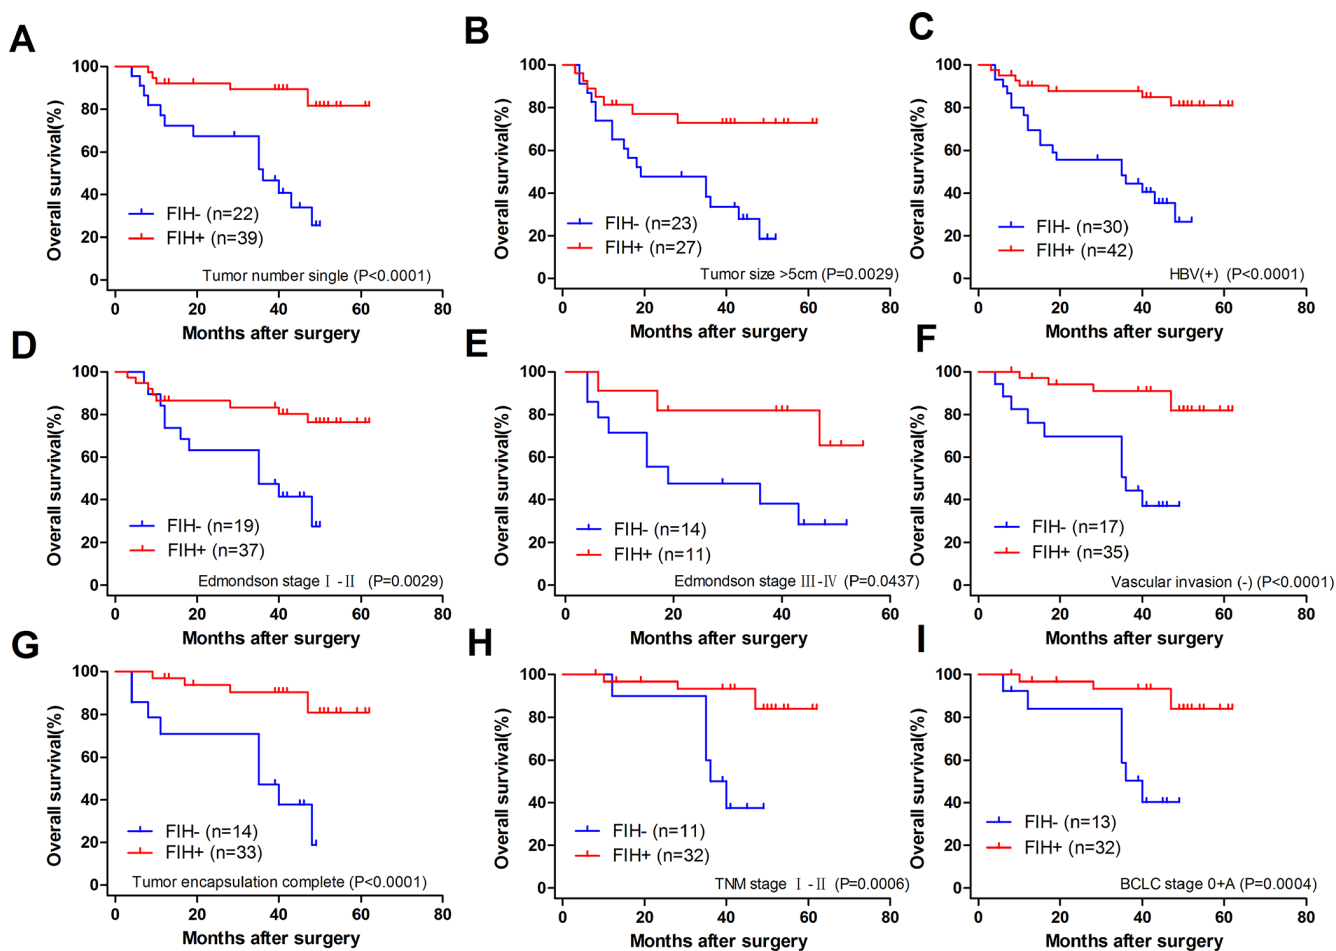 A
Overall survival(%)
100
80
60
40
20
0
FIH- (n=22)
FIH+ (n=39)
Tumor number single (P<0.0001)
0 20 40 60 80
Months after surgery
B
Overall survival(%)
100
80
60
40
20
0
FIH- (n=23)
FIH+ (n=27)
Tumor size >5cm (P=0.0029)
0 20 40 60 80
Months after surgery
C
Overall survival(%)
100
80
60
40
20
0
FIH- (n=30)
FIH+ (n=42)
HBV(+) (P<0.0001)
0 20 40 60 80
Months after surgery
D
Overall survival(%)
100
80
60
40
20
0
FIH- (n=19)
FIH+ (n=37)
Edmondson stage Ⅰ-Ⅱ (P=0.0029)
0 20 40 60 80
Months after surgery
E
Overall survival(%)
100
80
60
40
20
0
FIH- (n=14)
FIH+ (n=11)
Edmondson stage Ⅲ-Ⅳ (P=0.0437)
0 20 40 60
Months after surgery
F
Overall survival(%)
100
80
60
40
20
0
FIH- (n=17)
FIH+ (n=35)
Vascular invasion (-) (P<0.0001)
0 20 40 60 80
Months after surgery
G
Overall survival(%)
100
80
60
40
20
0
FIH- (n=14)
FIH+ (n=33)
Tumor encapsulation complete (P<0.0001)
0 20 40 60 80
Months after surgery
H
Overall survival(%)
100
80
60
40
20
0
FIH- (n=11)
FIH+ (n=32)
TNM stage Ⅰ-Ⅱ (P=0.0006)
0 20 40 60 80
Months after surgery
I
Overall survival(%)
100
80
60
40
20
0
FIH- (n=13)
FIH+ (n=32)
BCLC stage 0+A (P=0.0004)
0 20 40 60 80
Months after surgery